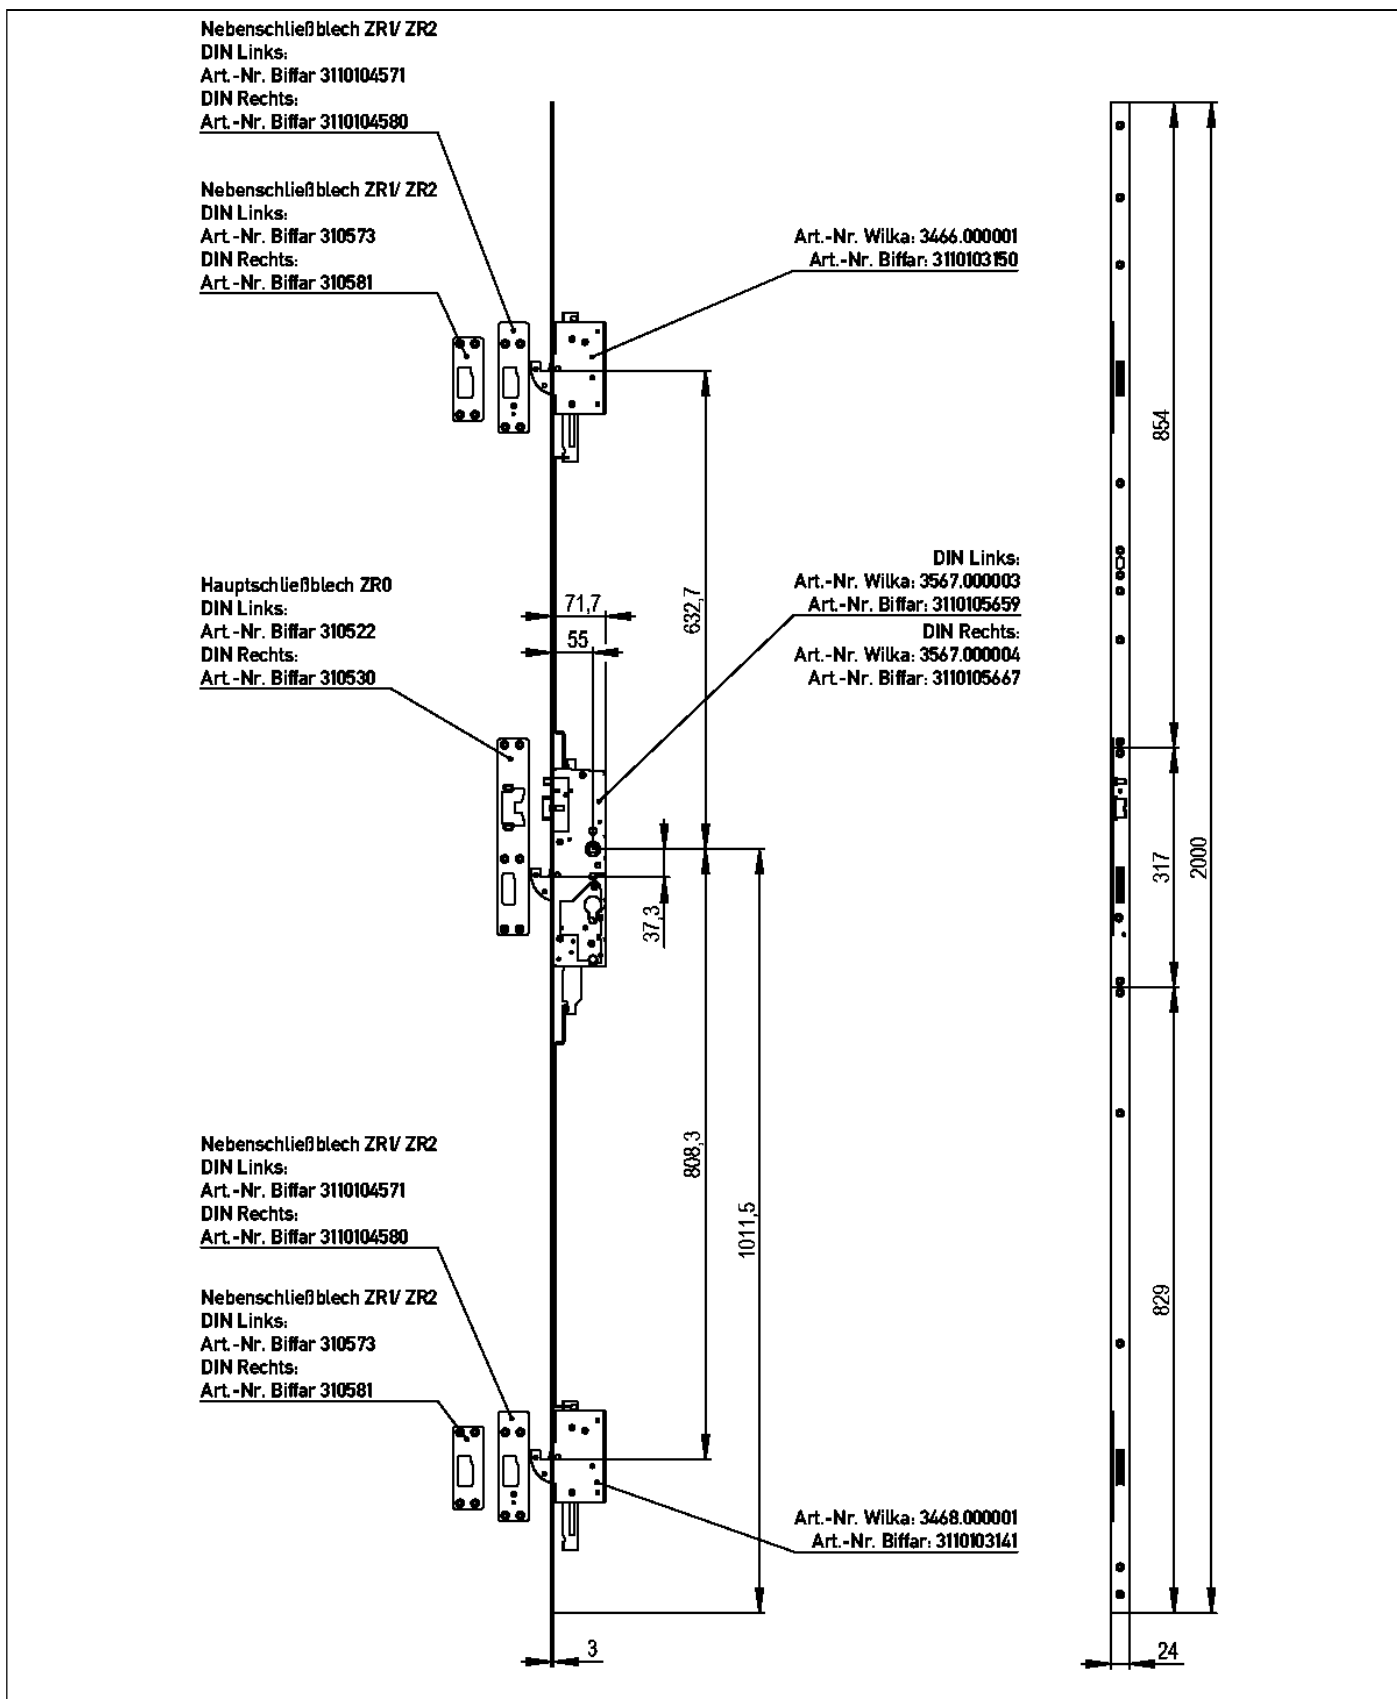 Nebenschließblech ZR1/ ZR2
DIN Links:
Art.-Nr. Biffar 3110104571
DIN Rechts:
Art.-Nr. Biffar 3110104580
Nebenschließblech ZR1/ ZR2
DIN Links:
Art.-Nr. Biffar 310573
DIN Rechts:
Art.-Nr. Biffar 310581
Art.-Nr. Wilka: 3466.000001
Art.-Nr. Biffar: 3110103150
854
DIN Links:
Art.-Nr. Wilka: 3567.000003
Art.-Nr. Biffar: 3110105659
DIN Rechts:
Art.-Nr. Wilka: 3567.000004
Art.-Nr. Biffar: 3110105667
Hauptschließblech ZR0
DIN Links:
Art.-Nr. Biffar 310522
DIN Rechts:
Art.-Nr. Biffar 310530
71,7
55
632,7
37,3
317
2000
808,3
1011,5
829
Nebenschließblech ZR1/ ZR2
DIN Links:
Art.-Nr. Biffar 3110104571
DIN Rechts:
Art.-Nr. Biffar 3110104580
Nebenschließblech ZR1/ ZR2
DIN Links:
Art.-Nr. Biffar 310573
DIN Rechts:
Art.-Nr. Biffar 310581
Art.-Nr. Wilka: 3468.000001
Art.-Nr. Biffar: 3110103141
3
24